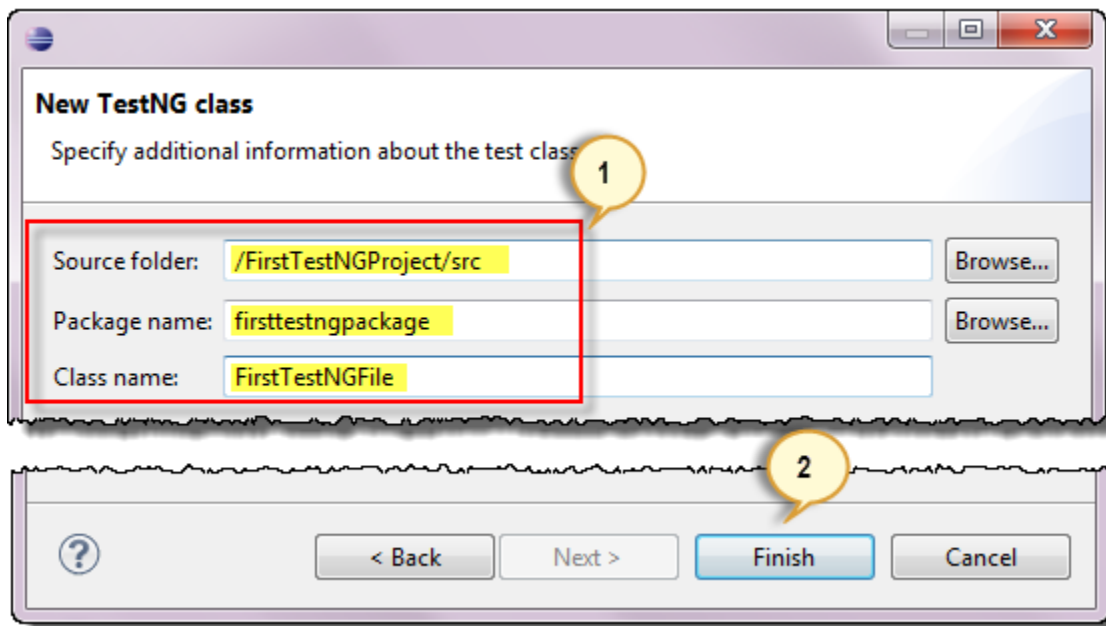 New TestNG class
Specify additional information about the test class
1
Source folder: /FirstTestNGProject/src Browse...
Package name: firsttestngpackage Browse...
Class name: FirstTestNGFile
2
? < Back Next > Finish Cancel